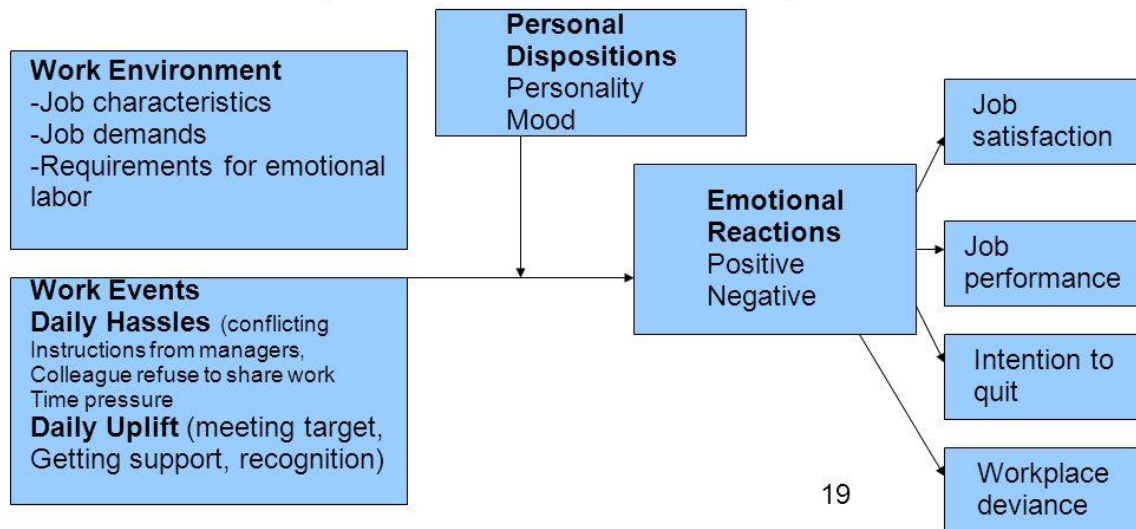 Work Environment
-Job characteristics
-Job demands
-Requirements for emotional
labor
Work Events
Daily Hassles (conflicting
Instructions from managers,
Colleague refuse to share work
Time pressure
Daily Uplift (meeting target,
Getting support, recognition)
Personal
Dispositions
Personality
Mood
Emotional
Reactions
Positive
Negative
Job
satisfaction
Job
performance
Intention to
quit
Workplace
deviance
19